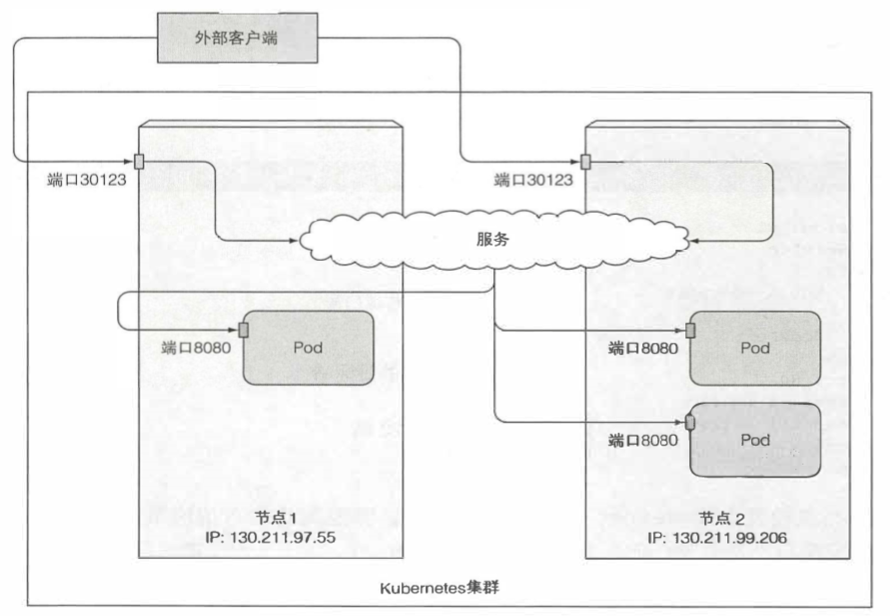 外部客户端
端口30123
端口30123
服务
端口8080
Pod
端口8080
Pod
端口8080
Pod
节点 1
IP: 130.211.97.55
节点 2
IP: 130.211.99.206
Kubernetes集群